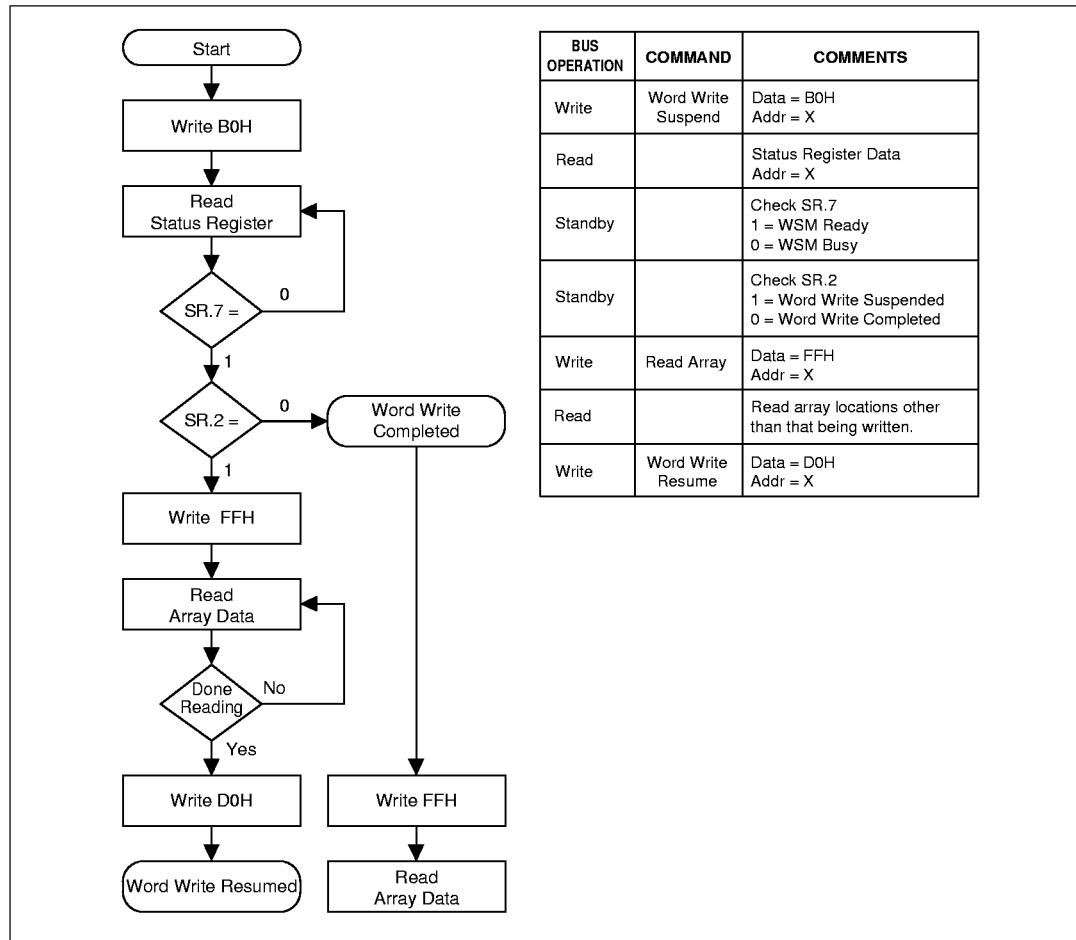 Start
Write B0H
Read
Status Register
SR.7 =
0
1
SR.2 =
0
Word Write
Completed
1
Write FFH
Read
Array Data
Done
Reading
No
Yes
Write D0H
Word Write Resumed
Write FFH
Read
Array Data
BUS
OPERATION
COMMAND
COMMENTS
Write
Word Write
Suspend
Data = B0H
Addr = X
Read
Status Register Data
Addr = X
Standby
Check SR.7
1 = WSM Ready
0 = WSM Busy
Standby
Check SR.2
1 = Word Write Suspended
0 = Word Write Completed
Write
Read Array
Data = FFH
Addr = X
Read
Read array locations other
than that being written.
Write
Word Write
Resume
Data = D0H
Addr = X